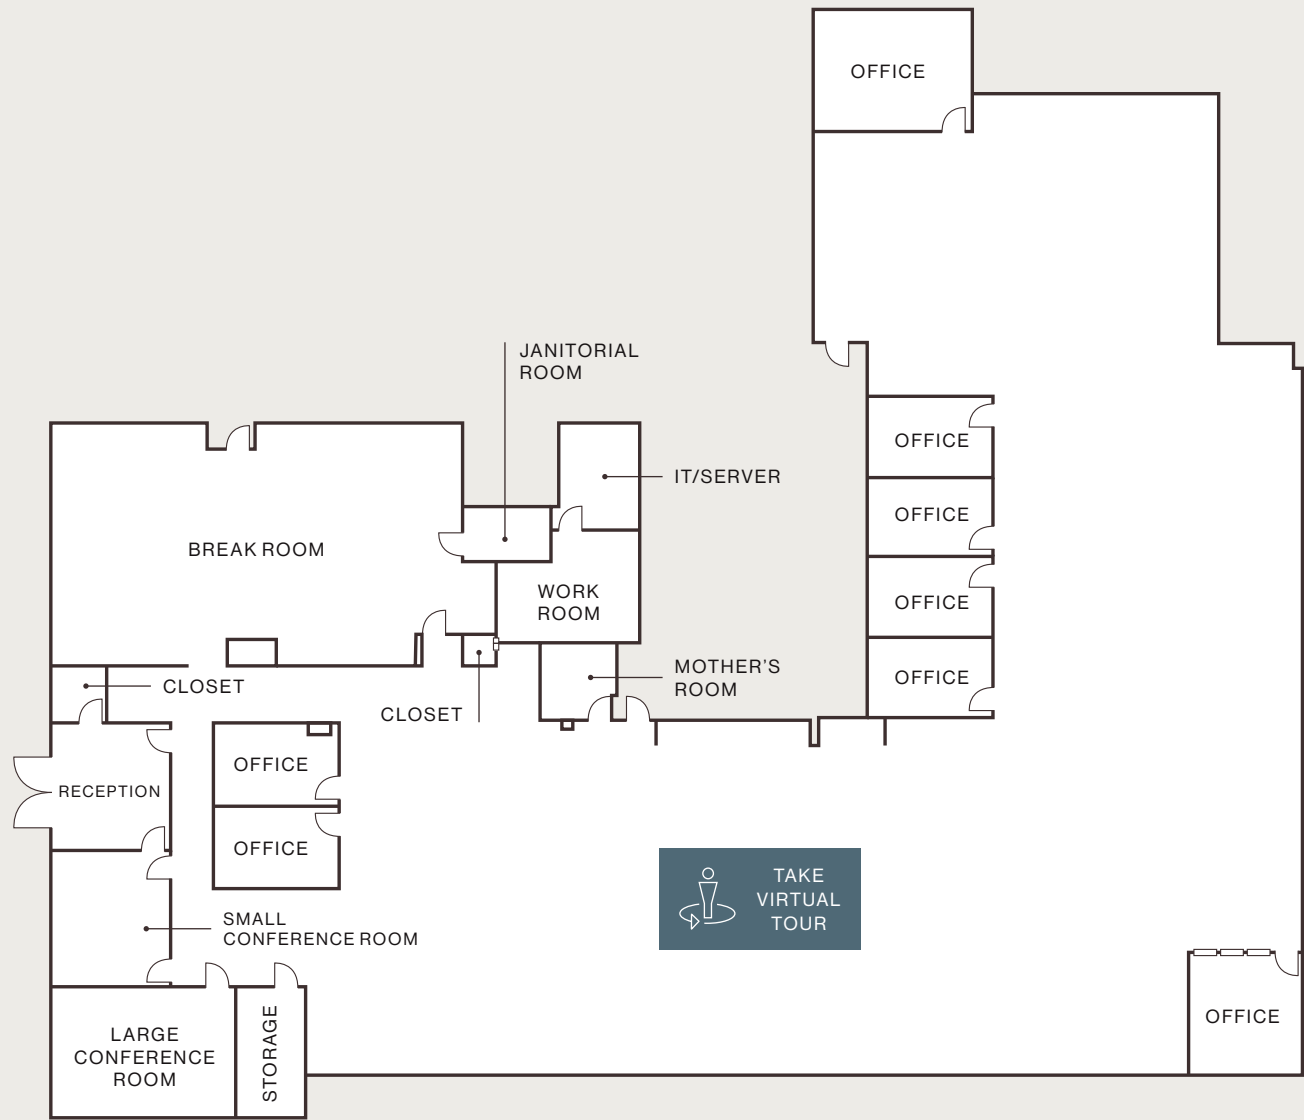 OFFICE
JANITORIAL
ROOM
OFFICE
IT/SERVER
OFFICE
BREAK ROOM
WORK
ROOM
OFFICE
MOTHER'S
ROOM
OFFICE
CLOSET
CLOSET
OFFICE
RECEPTION
OFFICE
TAKE
VIRTUAL
TOUR
SMALL
CONFERENCE ROOM
OFFICE
LARGE
CONFERENCE
ROOM
STORAGE